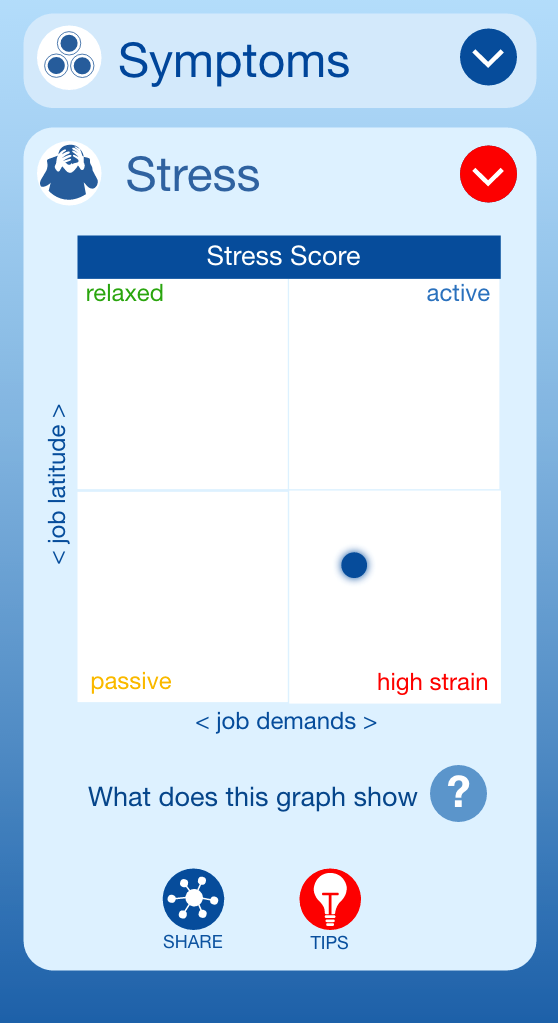 Symptoms
Stress
Stress Score
relaxed
active
< job latitude >
passive
high strain
< job demands >
What does this graph show ?
SHARE
TIPS